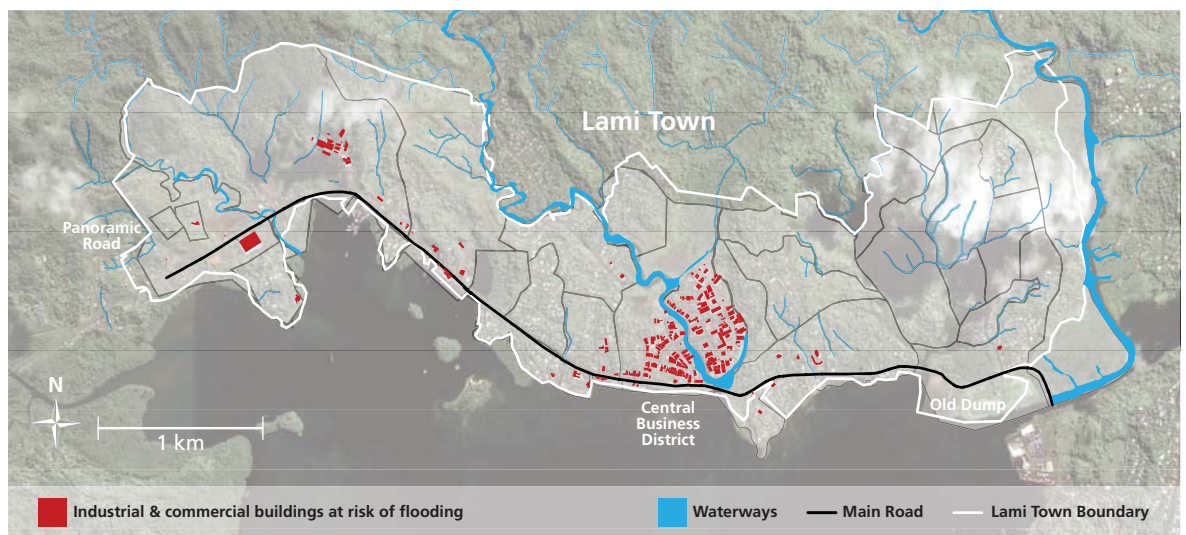 Lami Town
Panoramic
Road
N
1 km
Central
Business
District
Old Dump
Industrial & commercial buildings at risk of flooding
Waterways
Main Road
Lami Town Boundary